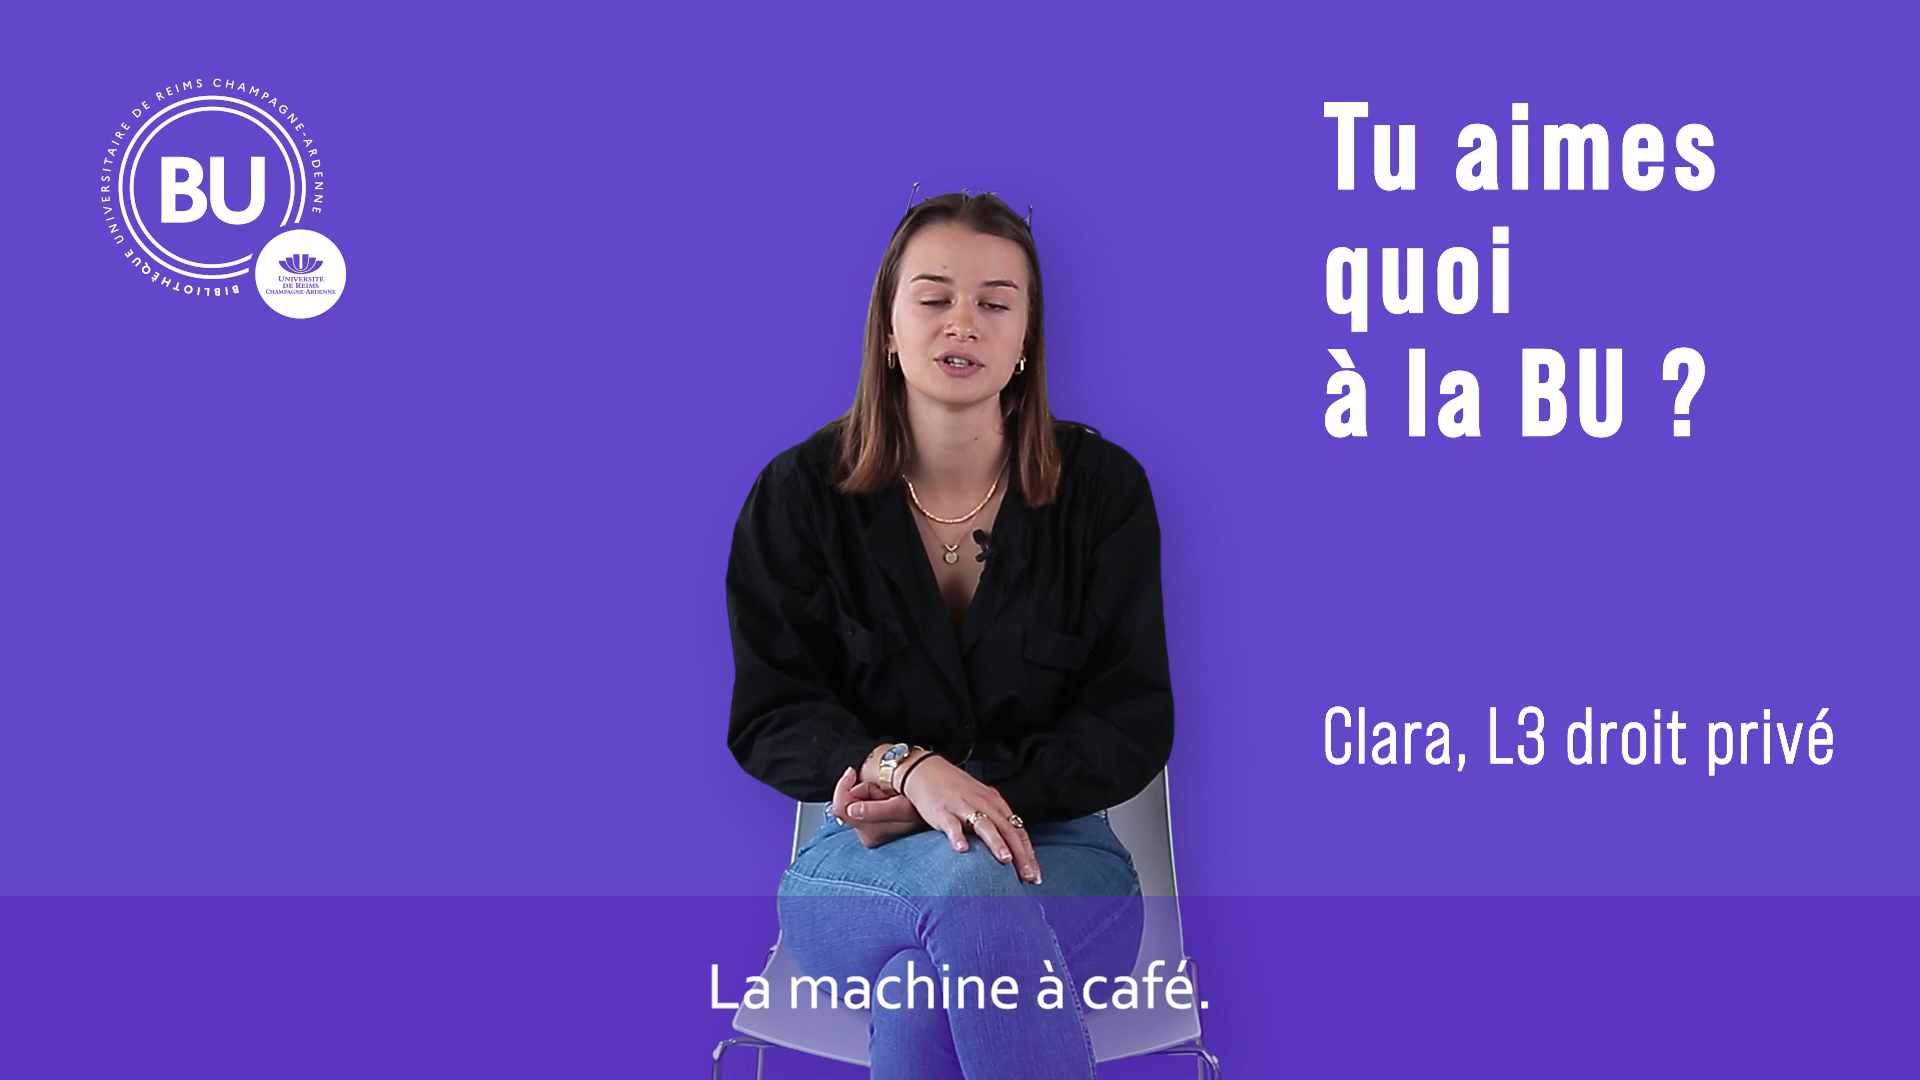 BIBLIOTHÈQUE UNIVERSITAIRE DE REIMS CHAMPAGNE-ARDENNE
BU
UNIVERSITÉ
DE REIMS
CHAMPAGNE-ARDENNE
Tu aimes
quoi
à la BU ?
Clara, L3 droit privé
La machine à café.